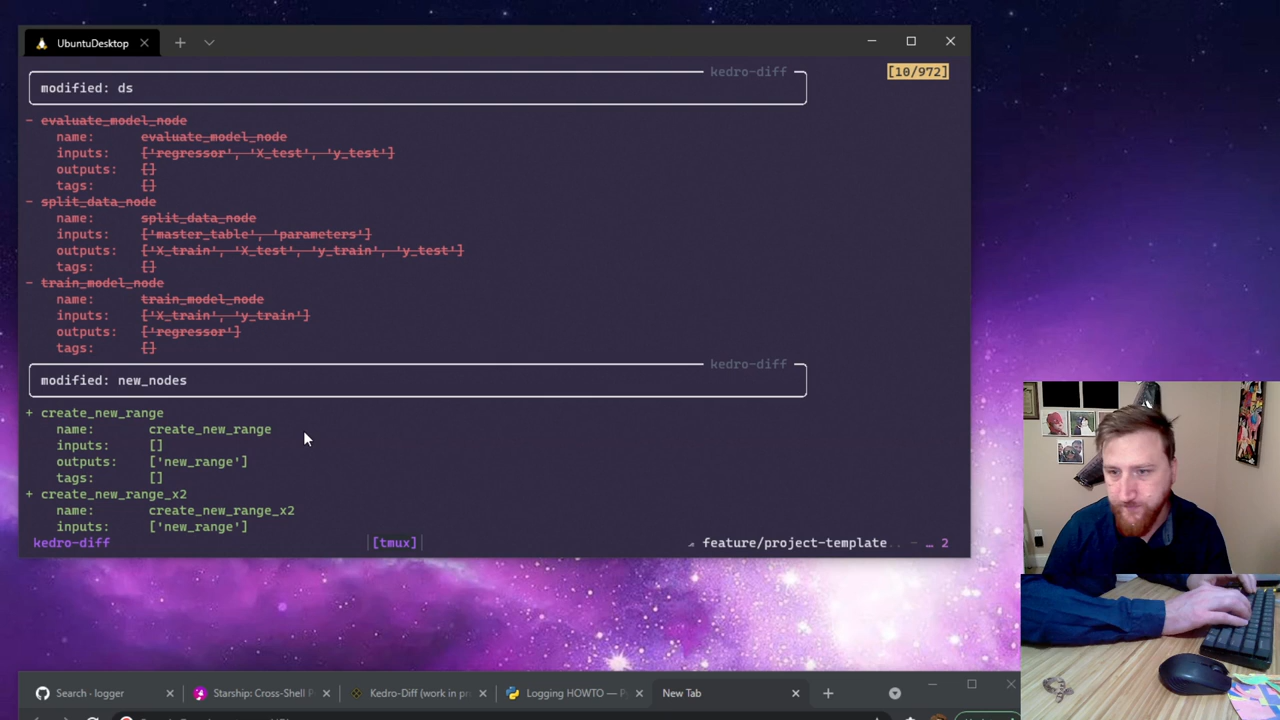 UbuntuDesktop
kedro-diff
[10/972]
modified: ds
- evaluate_model_node
name: evaluate_model_node
inputs: ['regressor', 'X_test', 'y_test']
outputs: []
tags: []
- split_data_node
name: split_data_node
inputs: ['master_table', 'parameters']
outputs: ['X_train', 'X_test', 'y_train', 'y_test']
tags: []
- train_model_node
name: train_model_node
inputs: ['X_train', 'y_train']
outputs: ['regressor']
tags: []
kedro-diff
modified: new_nodes
+ create_new_range
name: create_new_range
inputs: []
outputs: ['new_range']
tags: []
+ create_new_range_x2
name: create_new_range_x2
inputs: ['new_range']
kedro-diff [tmux] feature/project-template.. - … 2
Search · logger Starship: Cross-Shell P Kedro-Diff (work in pr Logging HOWTO — P New Tab